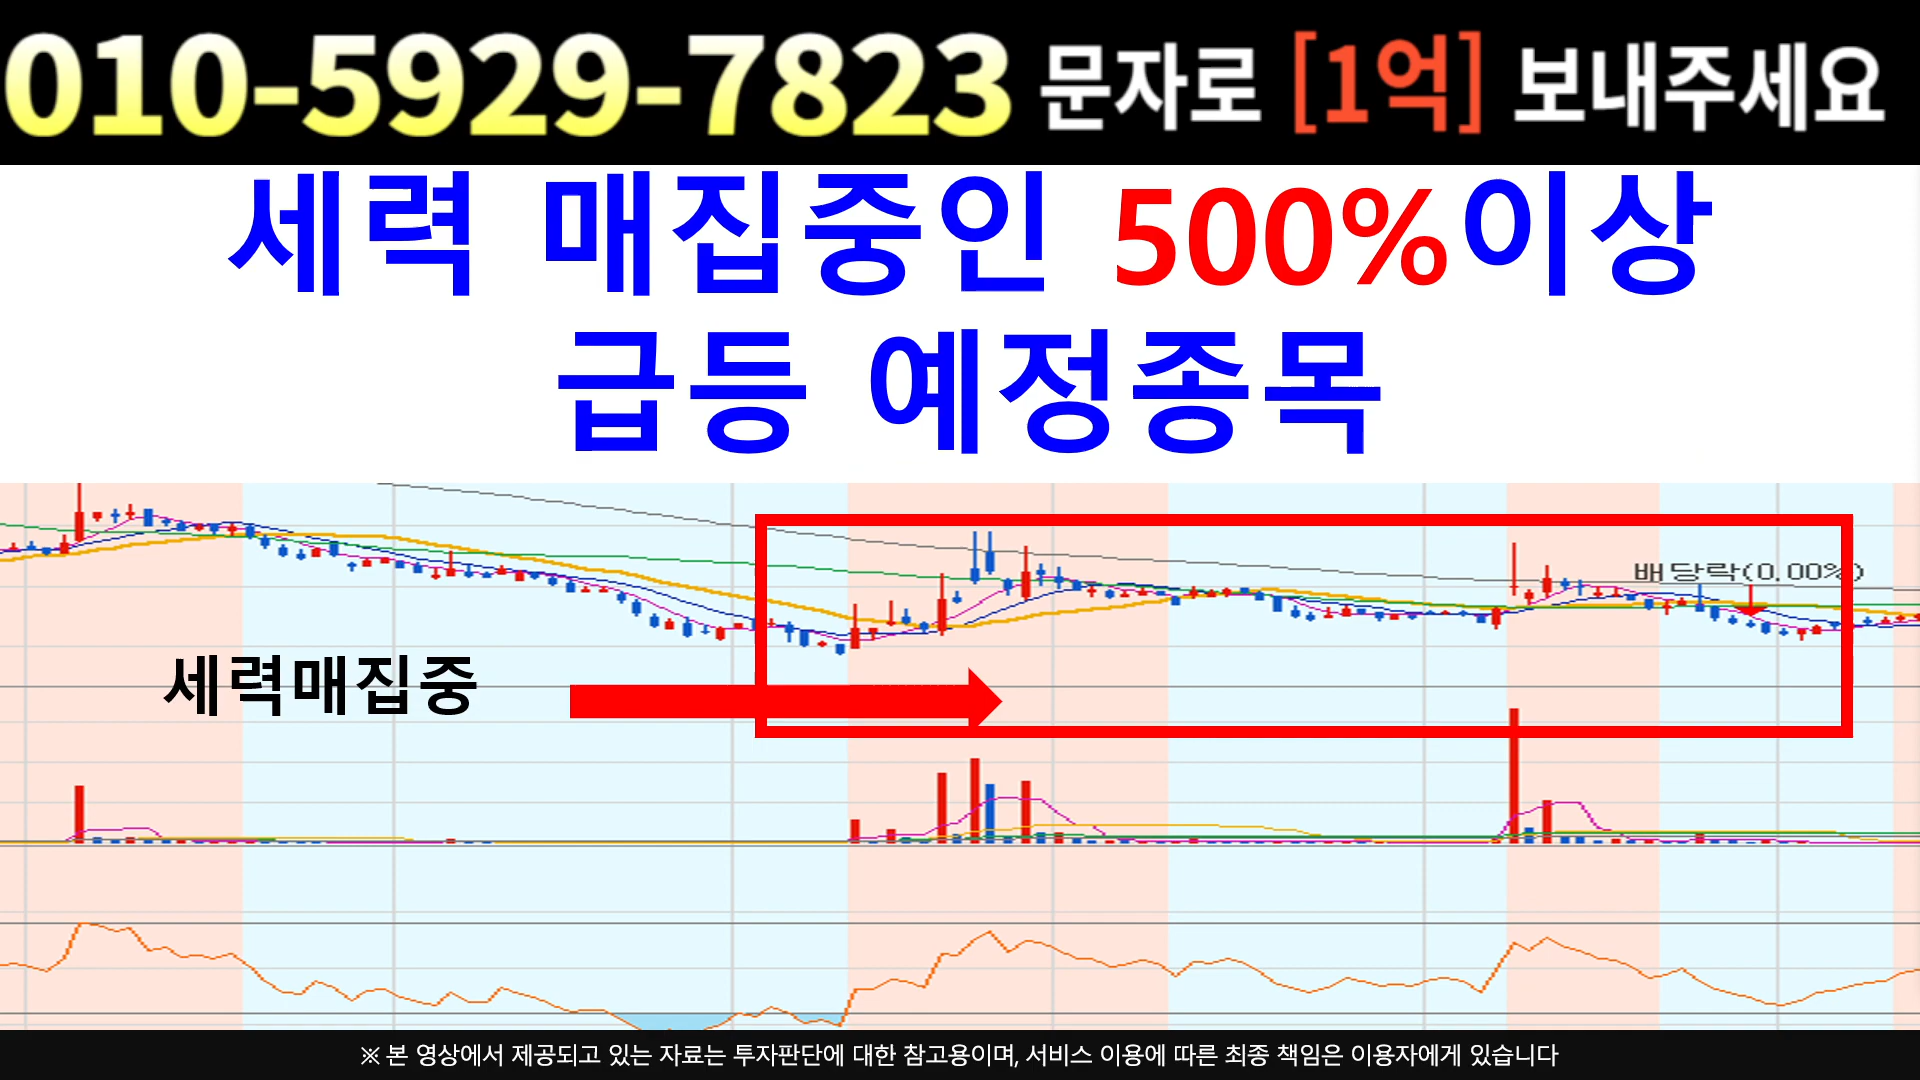 010-5929-7823 문자로 [1억] 보내주세요
세력 매집중인 500%이상
급등 예정종목
배당락(0.00%)
세력매집중
※ 본 영상에서 제공되고 있는 자료는 투자판단에 대한 참고용이며, 서비스 이용에 따른 최종 책임은 이용자에게 있습니다